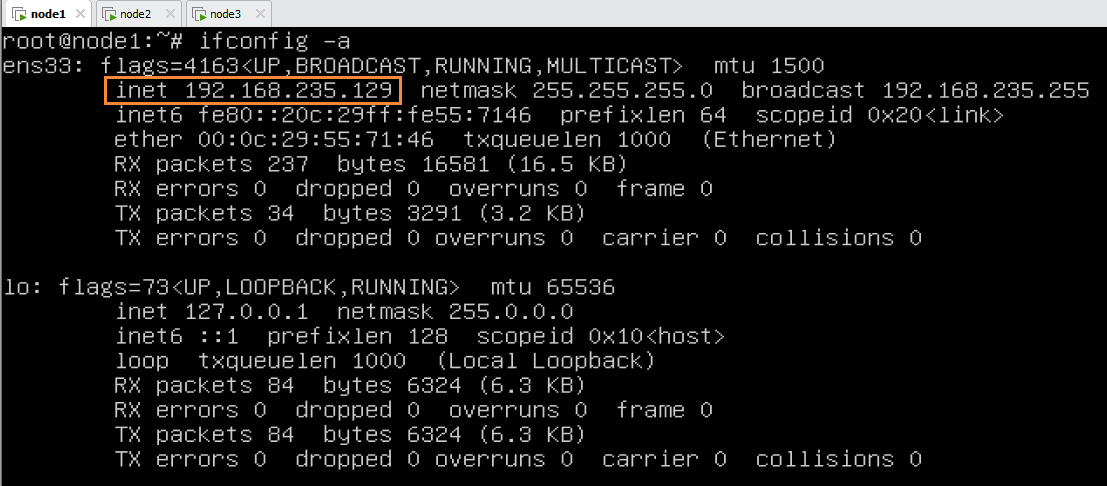 node1 node2 node3
root@node1:~# ifconfig -a
ens33: flags=4163<UP,BROADCAST,RUNNING,MULTICAST>  mtu 1500
        inet 192.168.235.129  netmask 255.255.255.0  broadcast 192.168.235.255
        inet6 fe80::20c:29ff:fe55:7146  prefixlen 64  scopeid 0x20<link>
        ether 00:0c:29:55:71:46  txqueuelen 1000  (Ethernet)
        RX packets 237  bytes 16581 (16.5 KB)
        RX errors 0  dropped 0  overruns 0  frame 0
        TX packets 34  bytes 3291 (3.2 KB)
        TX errors 0  dropped 0 overruns 0  carrier 0  collisions 0
lo: flags=73<UP,LOOPBACK,RUNNING>  mtu 65536
        inet 127.0.0.1  netmask 255.0.0.0
        inet6 ::1  prefixlen 128  scopeid 0x10<host>
        loop  txqueuelen 1000  (Local Loopback)
        RX packets 84  bytes 6324 (6.3 KB)
        RX errors 0  dropped 0  overruns 0  frame 0
        TX packets 84  bytes 6324 (6.3 KB)
        TX errors 0  dropped 0 overruns 0  carrier 0  collisions 0